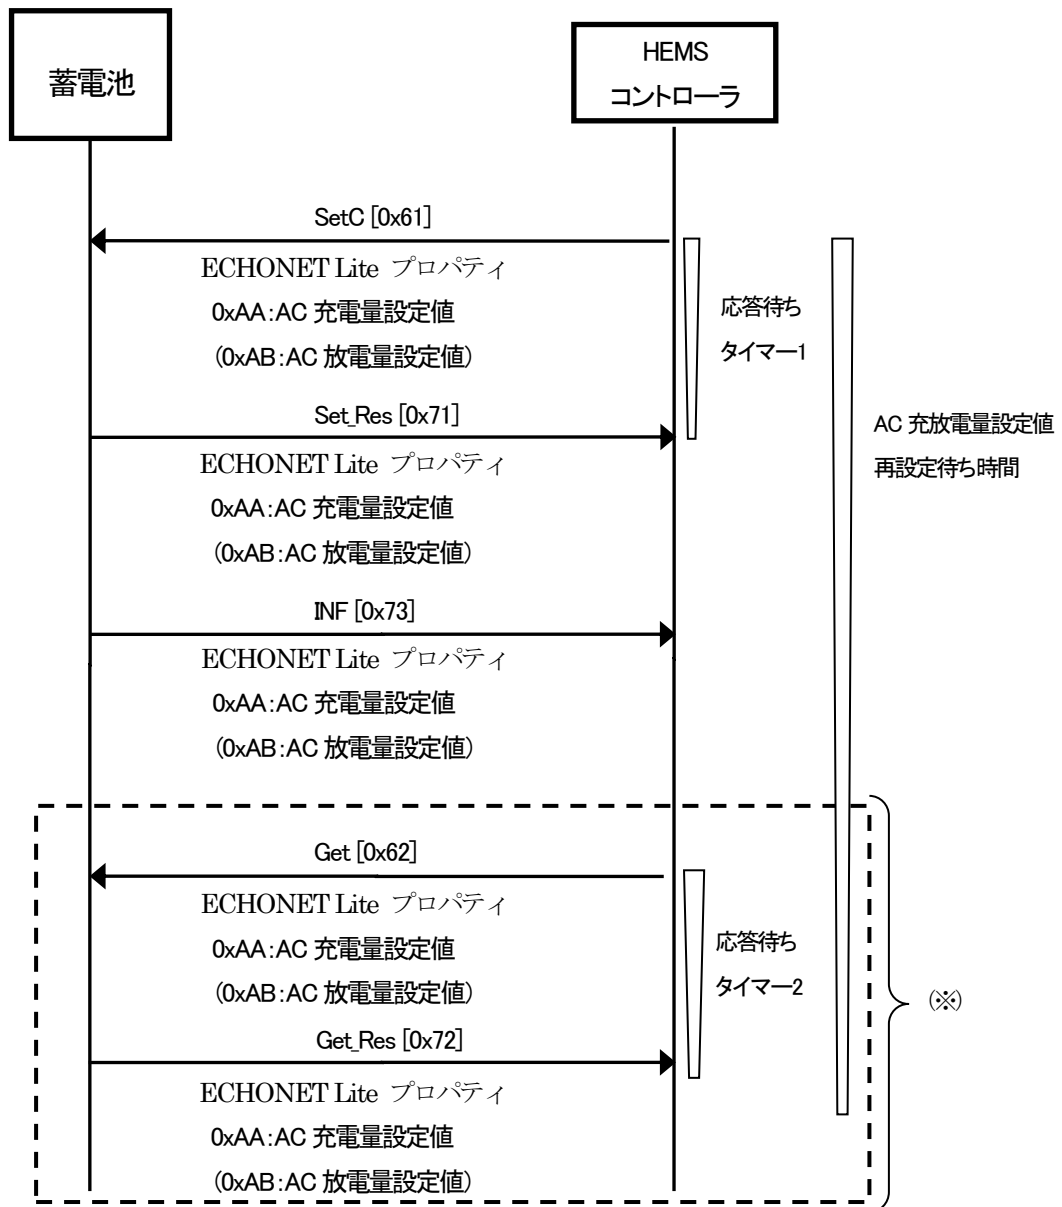 蓄電池
HEMS
コントローラ
SetC [0x61]
ECHONET Lite プロパティ
0xAA:AC 充電量設定値
(0xAB:AC 放電量設定値)
応答待ち
タイマー1
Set_Res [0x71]
ECHONET Lite プロパティ
0xAA:AC 充電量設定値
(0xAB:AC 放電量設定値)
AC 充放電量設定値
再設定待ち時間
INF [0x73]
ECHONET Lite プロパティ
0xAA:AC 充電量設定値
(0xAB:AC 放電量設定値)
Get [0x62]
ECHONET Lite プロパティ
0xAA:AC 充電量設定値
(0xAB:AC 放電量設定値)
応答待ち
タイマー2
(※)
Get_Res [0x72]
ECHONET Lite プロパティ
0xAA:AC 充電量設定値
(0xAB:AC 放電量設定値)